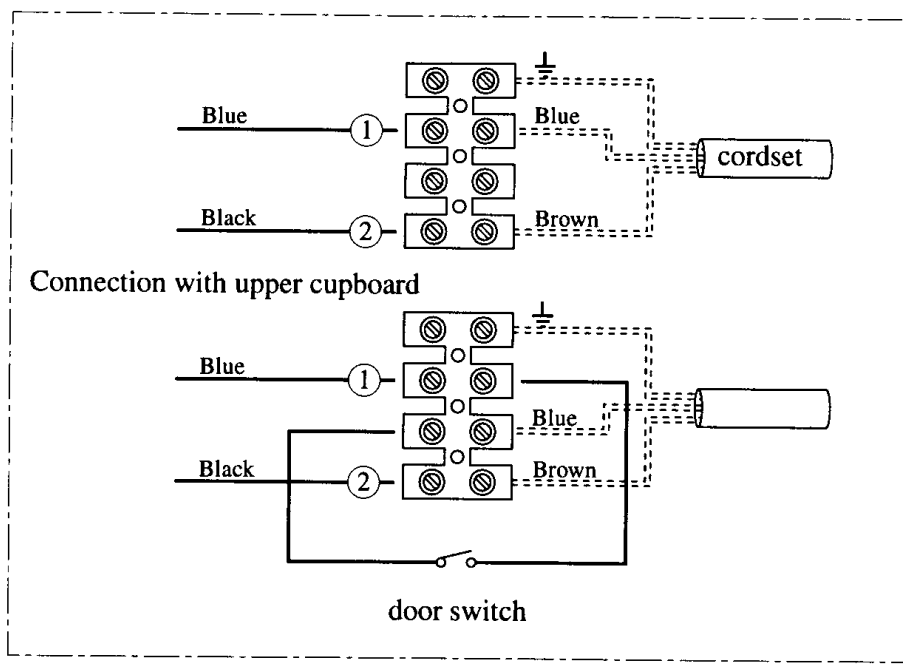 Blue
1
Blue
cordset
Black
2
Brown
Connection with upper cupboard
Blue
1
Blue
Black
2
Brown
door switch